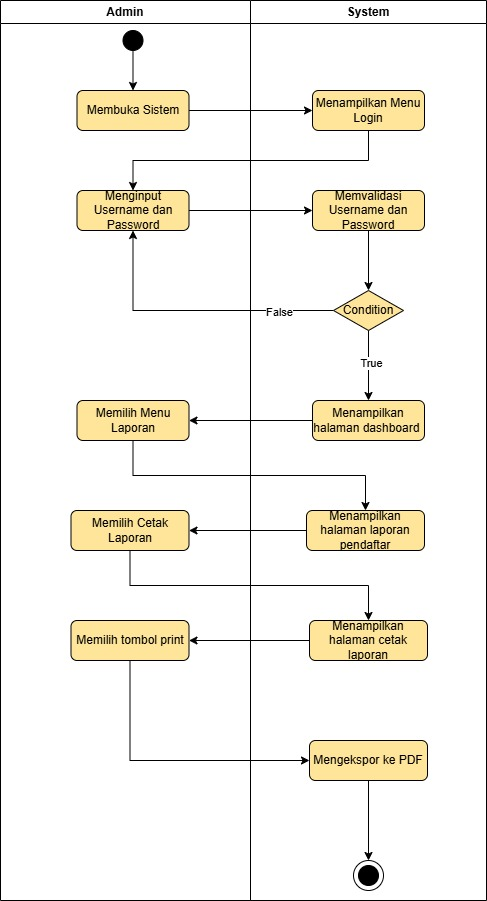 Admin
System
Membuka Sistem
Menampilkan Menu
Login
Menginput
Username dan
Password
Memvalidasi
Username dan
Password
Condition
False
True
Menampilkan
halaman dashboard
Memilih Menu
Laporan
Menampilkan
halaman laporan
pendaftar
Memilih Cetak
Laporan
Menampilkan
halaman cetak
laporan
Memilih tombol print
Mengekspor ke PDF